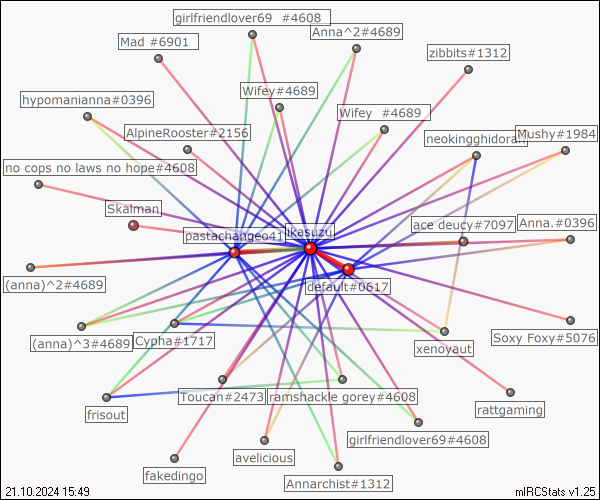 girlfriendlover69 #4608
Mad #6901
Anna^2#4689
zibbits#1312
hypomanianna#0396
Wifey#4689
Wifey #4689
AlpineRooster#2156
neokingghidorah
Mushy#1984
no cops no laws no hope#4608
Skalman
pastachangeo41
ikasuzu
ace deucy#7097
Anna.#0396
(anna)^2#4689
default#0617
(anna)^3#4689
Cypha#1717
xenoyaut
Soxy Foxy#5076
Toucan#2473
ramshackle gorey#4608
frisout
rattgaming
girlfriendlover69#4608
avelicious
fakedingo
Annarchist#1312
21.10.2024 15:49
mIRCStats v1.25